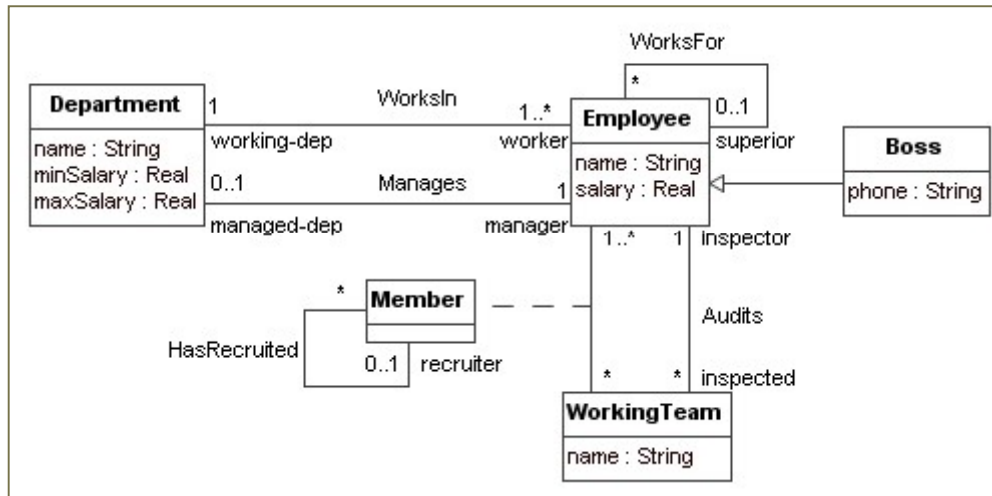 WorksFor
*
0..1
superior
Department
name : String
minSalary : Real
maxSalary : Real
1
WorksIn
1..*
working-dep
worker
0..1
Manages
1
managed-dep
manager
Employee
name : String
salary : Real
Boss
phone : String
1..*
1
inspector
Audits
*
*
inspected
Member
*
HasRecruited
0..1
recruiter
WorkingTeam
name : String